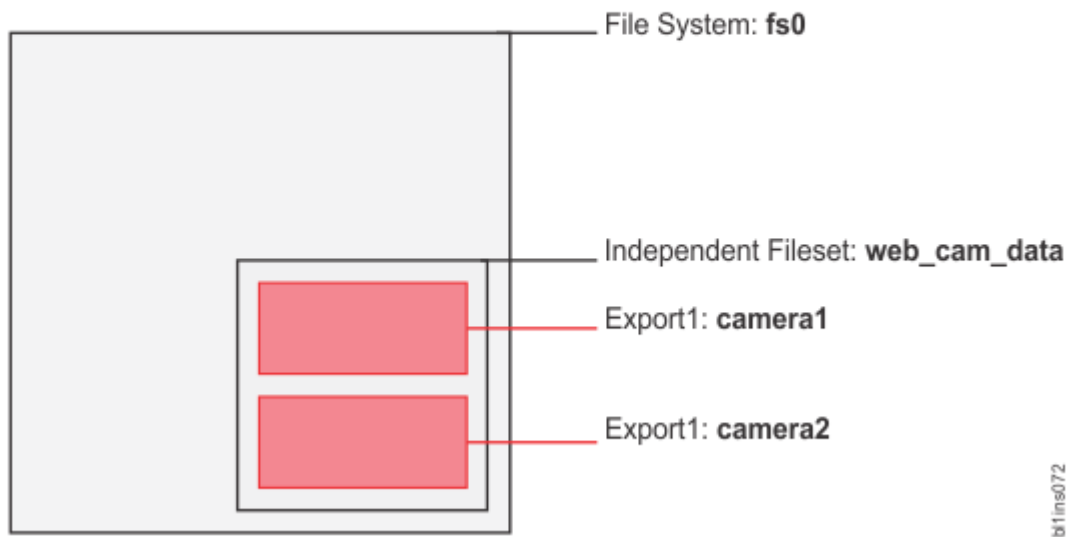 File System: fs0
Independent Fileset: web_cam_data
Export1: camera1
Export1: camera2
bl1ins072